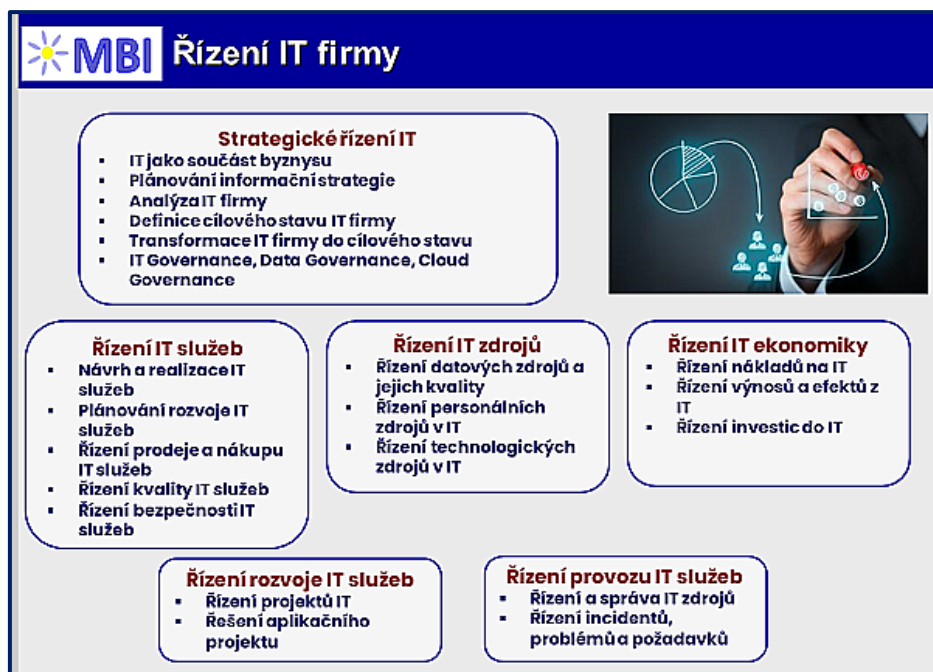 MBI Řízení IT firmy
Strategické řízení IT
▪ IT jako součást byznysu
▪ Plánování informační strategie
▪ Analýza IT firmy
▪ Definice cílového stavu IT firmy
▪ Transformace IT firmy do cílového stavu
▪ IT Governance, Data Governance, Cloud
Governance
Řízení IT služeb
▪ Návrh a realizace IT
služeb
▪ Plánování rozvoje IT
služeb
▪ Řízení prodeje a nákupu
IT služeb
▪ Řízení kvality IT služeb
▪ Řízení bezpečnosti IT
služeb
Řízení IT zdrojů
▪ Řízení datových zdrojů a
jejich kvality
▪ Řízení personálních
zdrojů v IT
▪ Řízení technologických
zdrojů v IT
Řízení IT ekonomiky
▪ Řízení nákladů na IT
▪ Řízení výnosů a efektů z
IT
▪ Řízení investic do IT
Řízení rozvoje IT služeb
▪ Řízení projektů IT
▪ Řešení aplikačního
projektu
Řízení provozu IT služeb
▪ Řízení a správa IT zdrojů
▪ Řízení incidentů,
problémů a požadavků